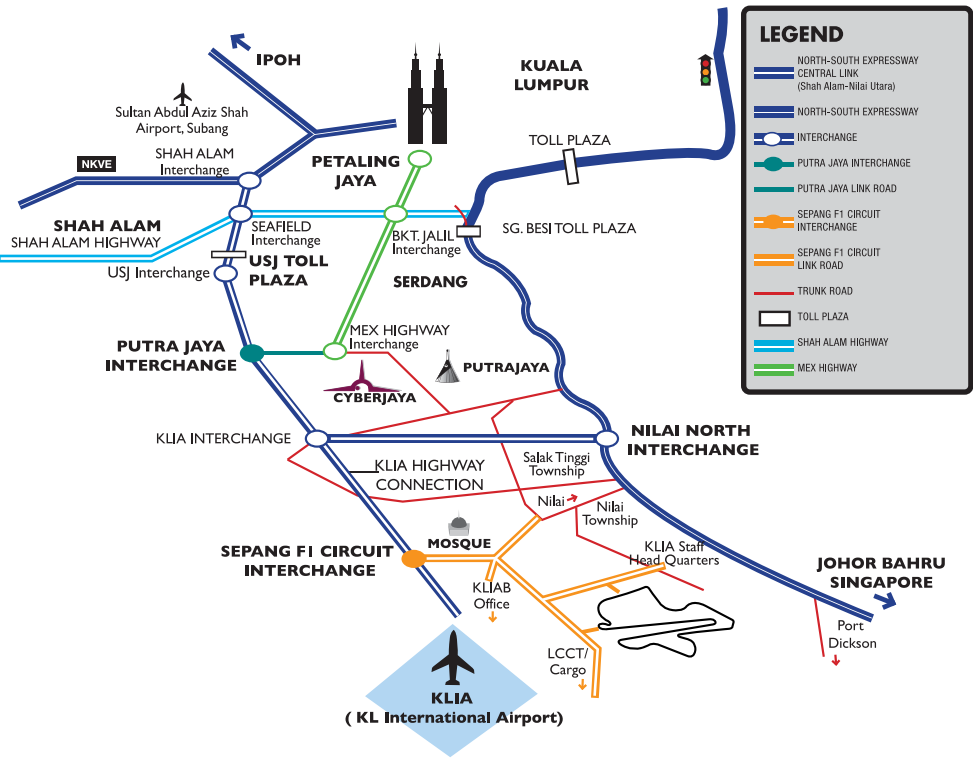 IPOH
KUALA
LUMPUR
Sultan Abdul Aziz Shah
Airport, Subang
NKVE
SHAH ALAM
Interchange
PETALING
JAYA
TOLL PLAZA
SHAH ALAM
SHAH ALAM HIGHWAY
SEAFIELD
Interchange
BKT. JALIL
Interchange
SG. BESI TOLL PLAZA
USJ Interchange
USJ TOLL
PLAZA
SERDANG
MEX HIGHWAY
Interchange
PUTRA JAYA
INTERCHANGE
CYBERJAYA
PUTRAJAYA
KLIA INTERCHANGE
NILAI NORTH
INTERCHANGE
KLIA HIGHWAY
CONNECTION
Salak Tinggi
Township
Nilai
Nilai
Township
MOSQUE
SEPANG F1 CIRCUIT
INTERCHANGE
KLIA Staff
Head Quarters
KLIAB
Office
JOHOR BAHRU
SINGAPORE
Port
Dickson
LCCT/
Cargo
KLIA
( KL International Airport)
LEGEND
NORTH-SOUTH EXPRESSWAY
CENTRAL LINK
(Shah Alam-Nilai Utara)
NORTH-SOUTH EXPRESSWAY
INTERCHANGE
PUTRA JAYA INTERCHANGE
PUTRA JAYA LINK ROAD
SEPANG F1 CIRCUIT
INTERCHANGE
SEPANG F1 CIRCUIT
LINK ROAD
TRUNK ROAD
TOLL PLAZA
SHAH ALAM HIGHWAY
MEX HIGHWAY